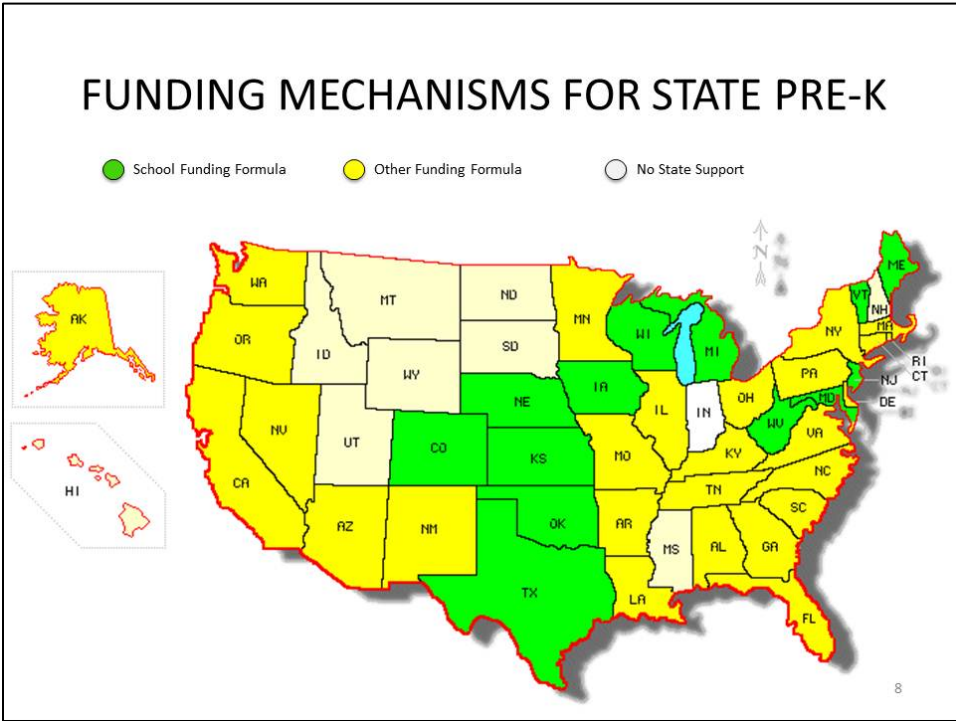 FUNDING MECHANISMS FOR STATE PRE-K
School Funding Formula
Other Funding Formula
No State Support
N
WA
MT
ND
MN
ME
VT
NH
AK
OR
ID
SD
WI
MI
NY
MA
WY
RI
CT
IA
PA
NJ
NE
OH
DE
NV
UT
CO
IL
IN
WV
MD
KS
MO
KY
VA
CA
NC
HI
TN
AZ
NM
OK
AR
SC
MS
AL
GA
TX
LA
FL
8